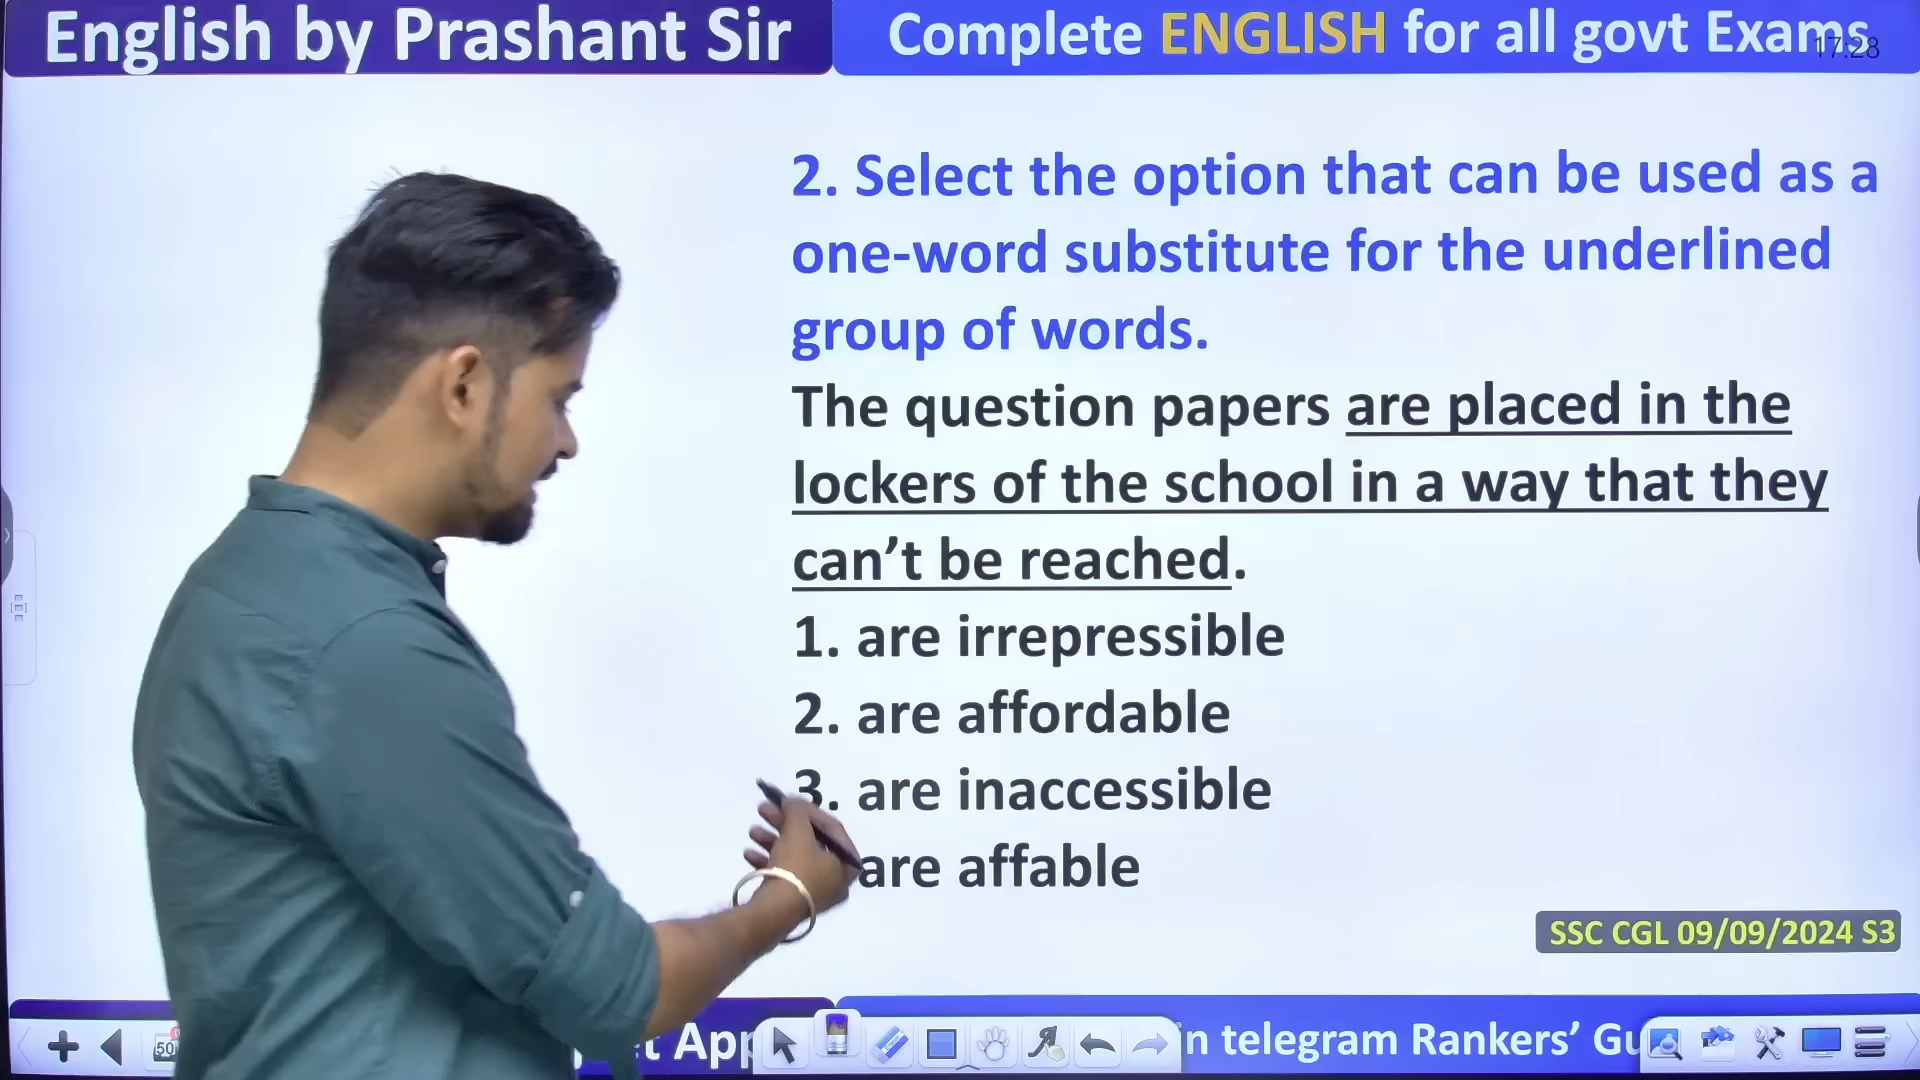 English by Prashant Sir
Complete ENGLISH for all govt Exams
17:28
2. Select the option that can be used as a
one-word substitute for the underlined
group of words.
The question papers are placed in the
lockers of the school in a way that they
can’t be reached.
1. are irrepressible
2. are affordable
3. are inaccessible
are affable
SSC CGL 09/09/2024 S3
50
App
in telegram Rankers’